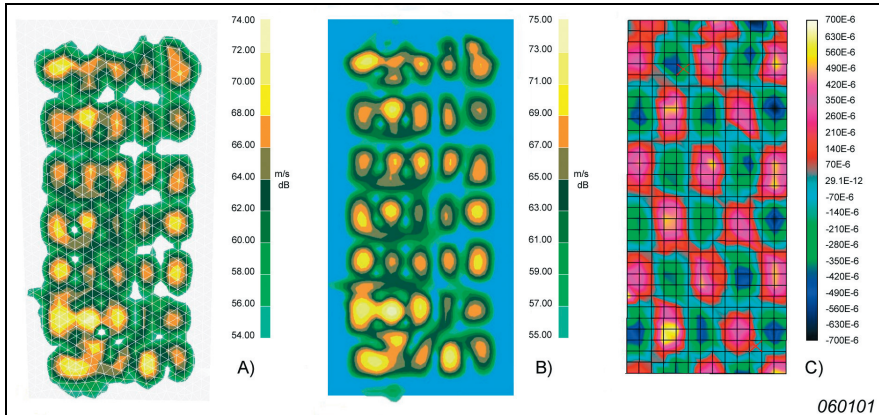 74.00
72.00
70.00
68.00
66.00
64.00
62.00
60.00
58.00
56.00
54.00
m/s
dB
A)
75.00
73.00
71.00
69.00
67.00
65.00
63.00
61.00
59.00
57.00
55.00
m/s
dB
B)
700E-6
630E-6
560E-6
490E-6
420E-6
350E-6
280E-6
210E-6
140E-6
70E-6
29.1E-12
-70E-6
-140E-6
-210E-6
-280E-6
-350E-6
-420E-6
-490E-6
-560E-6
-630E-6
-700E-6
C)
060101